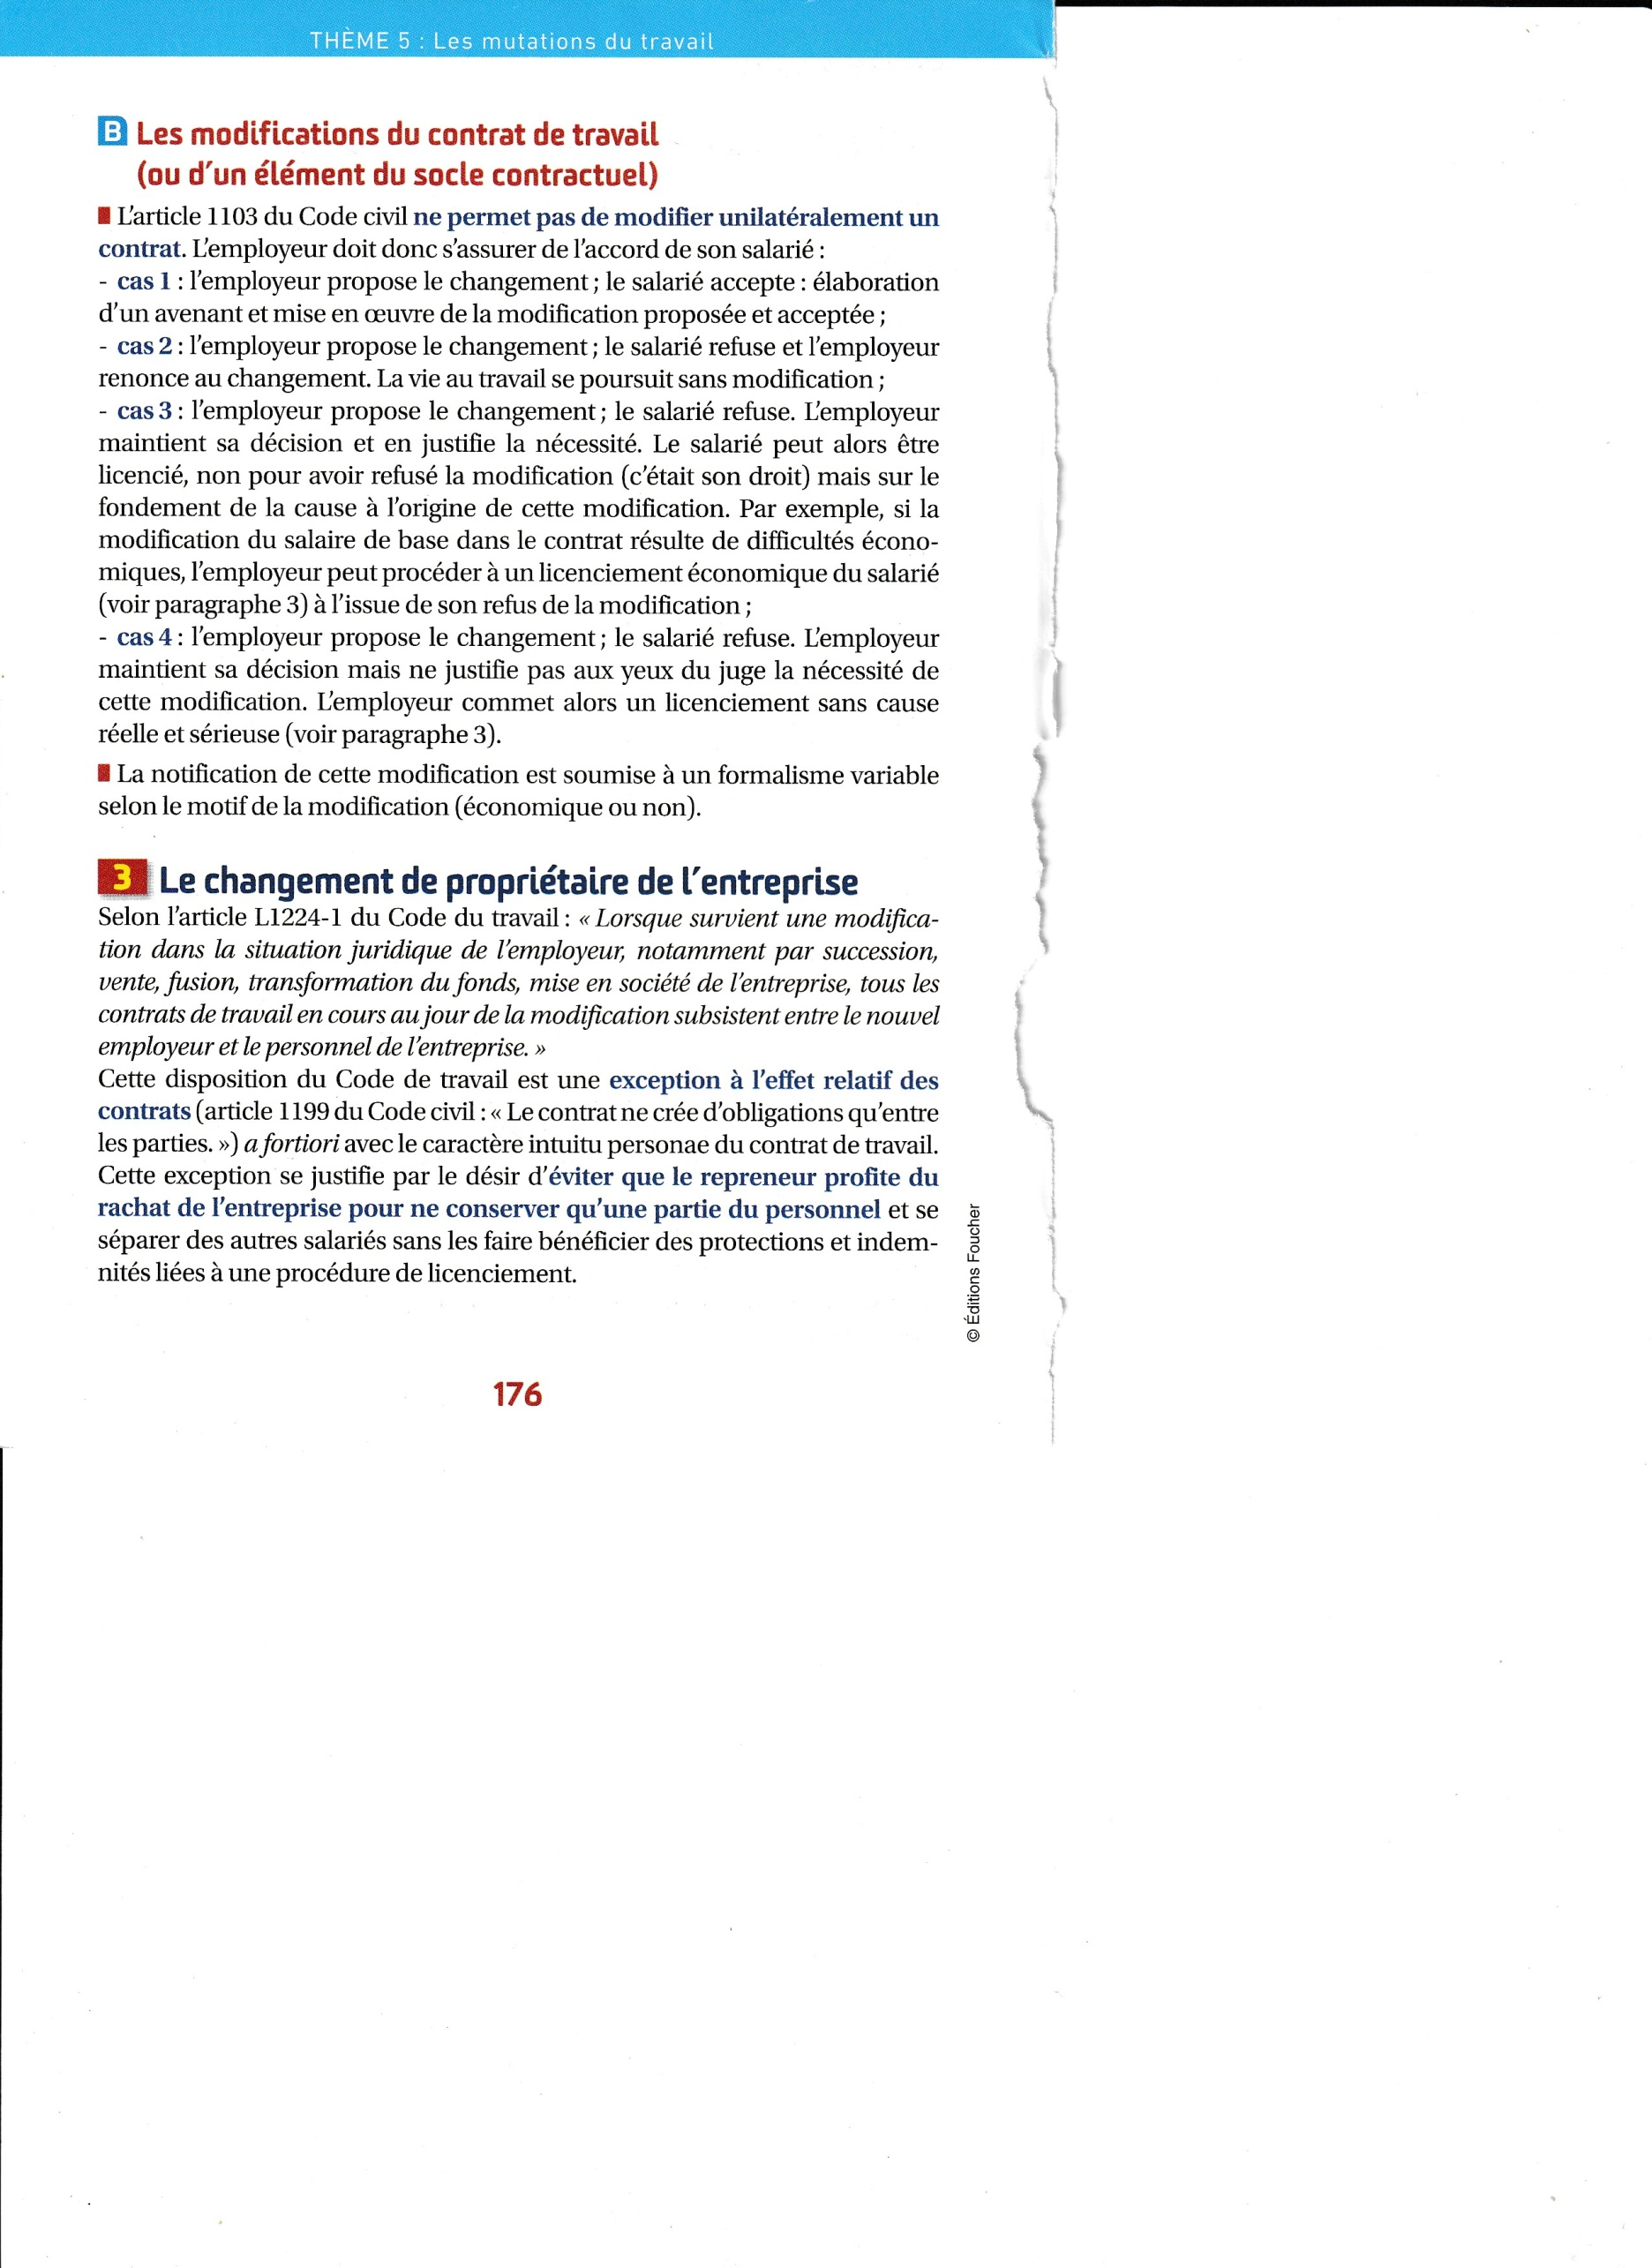 THÈME 5 : Les mutations du travail
B Les modifications du contrat de travail
(ou d'un élément du socle contractuel)
L'article 1103 du Code civil ne permet pas de modifier unilatéralement un
contrat. L'employeur doit donc s'assurer de l'accord de son salarié :
- cas 1 : l'employeur propose le changement ; le salarié accepte : élaboration
d'un avenant et mise en œuvre de la modification proposée et acceptée ;
- cas 2 : l'employeur propose le changement ; le salarié refuse et l'employeur
renonce au changement. La vie au travail se poursuit sans modification ;
- cas 3 : l'employeur propose le changement ; le salarié refuse. L'employeur
maintient sa décision et en justifie la nécessité. Le salarié peut alors être
licencié, non pour avoir refusé la modification (c'était son droit) mais sur le
fondement de la cause à l'origine de cette modification. Par exemple, si la
modification du salaire de base dans le contrat résulte de difficultés écono-
miques, l'employeur peut procéder à un licenciement économique du salarié
(voir paragraphe 3) à l'issue de son refus de la modification ;
- cas 4 : l'employeur propose le changement ; le salarié refuse. L'employeur
maintient sa décision mais ne justifie pas aux yeux du juge la nécessité de
cette modification. L'employeur commet alors un licenciement sans cause
réelle et sérieuse (voir paragraphe 3).
La notification de cette modification est soumise à un formalisme variable
selon le motif de la modification (économique ou non).
3 Le changement de propriétaire de l'entreprise
Selon l'article L1224-1 du Code du travail : « Lorsque survient une modifica-
tion dans la situation juridique de l'employeur, notamment par succession,
vente, fusion, transformation du fonds, mise en société de l'entreprise, tous les
contrats de travail en cours au jour de la modification subsistent entre le nouvel
employeur et le personnel de l'entreprise. »
Cette disposition du Code de travail est une exception à l'effet relatif des
contrats (article 1199 du Code civil : « Le contrat ne crée d'obligations qu'entre
les parties. ») a fortiori avec le caractère intuitu personae du contrat de travail.
Cette exception se justifie par le désir d'éviter que le repreneur profite du
rachat de l'entreprise pour ne conserver qu'une partie du personnel et se
séparer des autres salariés sans les faire bénéficier des protections et indem-
nités liées à une procédure de licenciement.
© Éditions Foucher
176